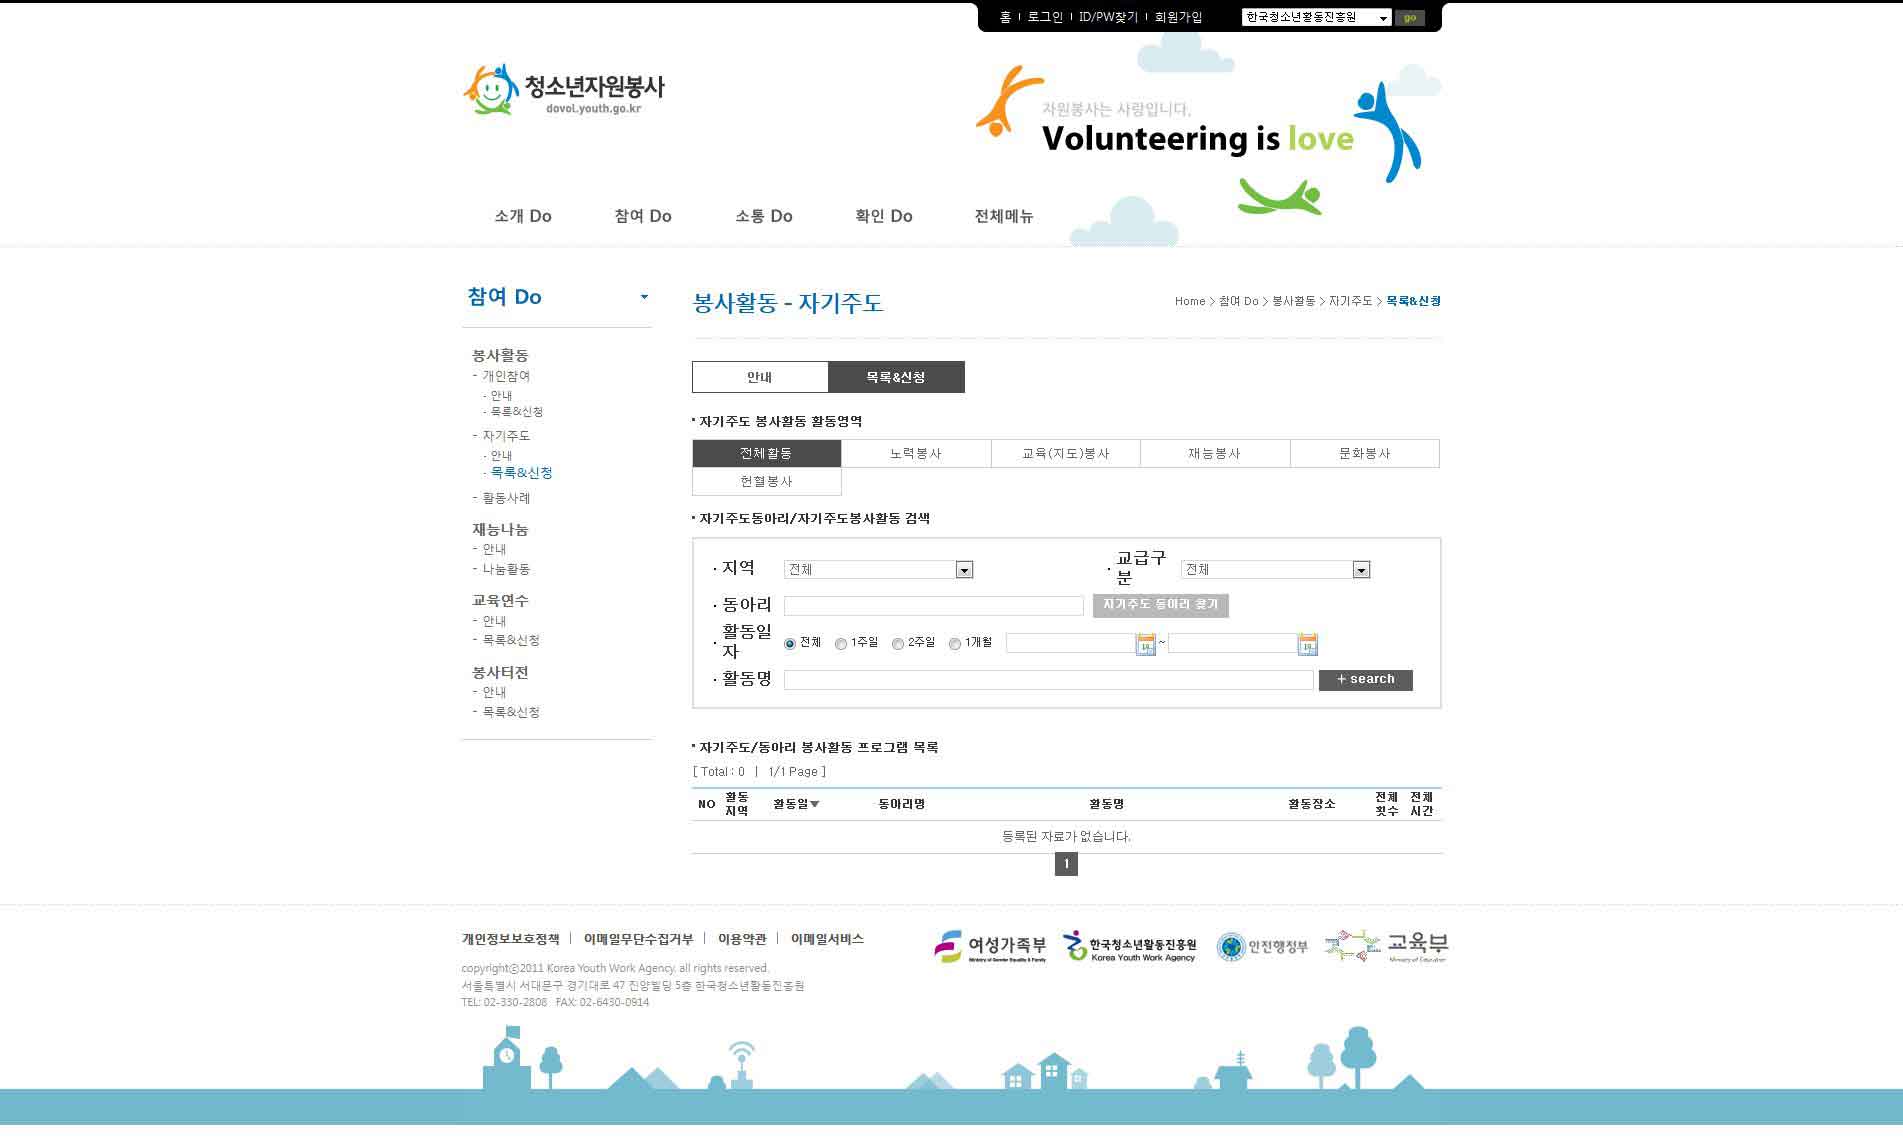 홈 | 로그인 | ID/PW찾기 | 회원가입 한국청소년활동진흥원 go
청소년자원봉사
dovol.youth.go.kr
자원봉사는 사랑입니다.
Volunteering is love
소개 Do 참여 Do 소통 Do 확인 Do 전체메뉴
참여 Do
봉사활동
- 개인참여
- 안내
- 목록&신청
- 자기주도
- 안내
- 목록&신청
- 활동사례
재능나눔
- 안내
- 나눔활동
교육연수
- 안내
- 목록&신청
봉사터전
- 안내
- 목록&신청
봉사활동 - 자기주도
Home > 참여 Do > 봉사활동 > 자기주도 > 목록&신청
안내 목록&신청
자기주도 봉사활동 활동영역
전체활동 노력봉사 교육(지도)봉사 재능봉사 문화봉사
헌혈봉사
자기주도동아리/자기주도봉사활동 검색
· 지역 전체 · 교급구분 전체
· 동아리 자기주도 동아리 찾기
· 활동일자 전체 1주일 2주일 1개월 ~
· 활동명 + search
자기주도/동아리 봉사활동 프로그램 목록
[ Total : 0 | 1/1 Page ]
NO 활동지역 활동일▼ 동아리명 활동명 활동장소 전체횟수 전체시간
등록된 자료가 없습니다.
1
개인정보보호정책 | 이메일무단수집거부 | 이용약관 | 이메일서비스
copyrightⓒ2011 Korea Youth Work Agency. all rights reserved.
서울특별시 서대문구 경기대로 47 진양빌딩 5층 한국청소년활동진흥원
TEL: 02-330-2808 FAX: 02-6430-0914
여성가족부
Ministry of Gender Equality & Family
한국청소년활동진흥원
Korea Youth Work Agency
안전행정부
교육부
Ministry of Education